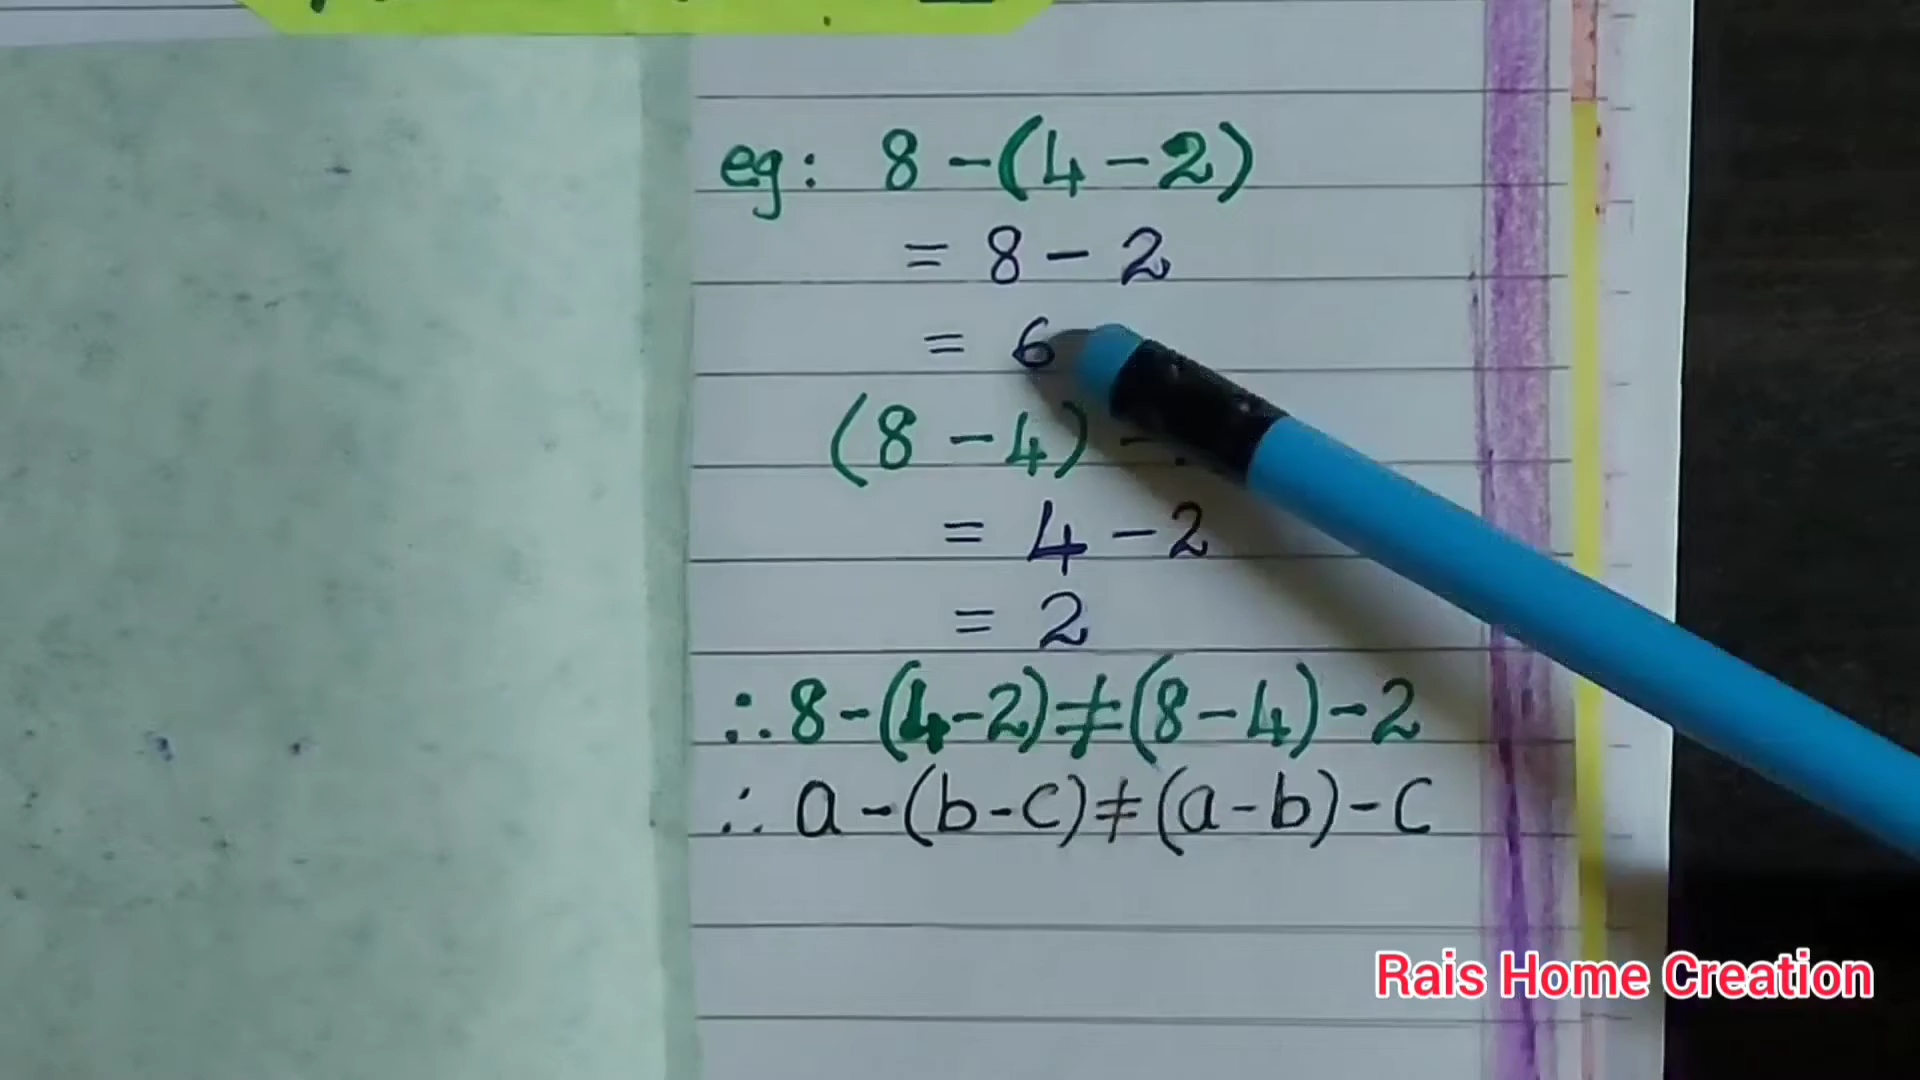 eg: 8 - (4 - 2)
= 8 - 2
= 6
(8 - 4) -
= 4 - 2
= 2
∴ 8 - (4 - 2) ≠ (8 - 4) - 2
∴ a - (b - c) ≠ (a - b) - c
Rais Home Creation